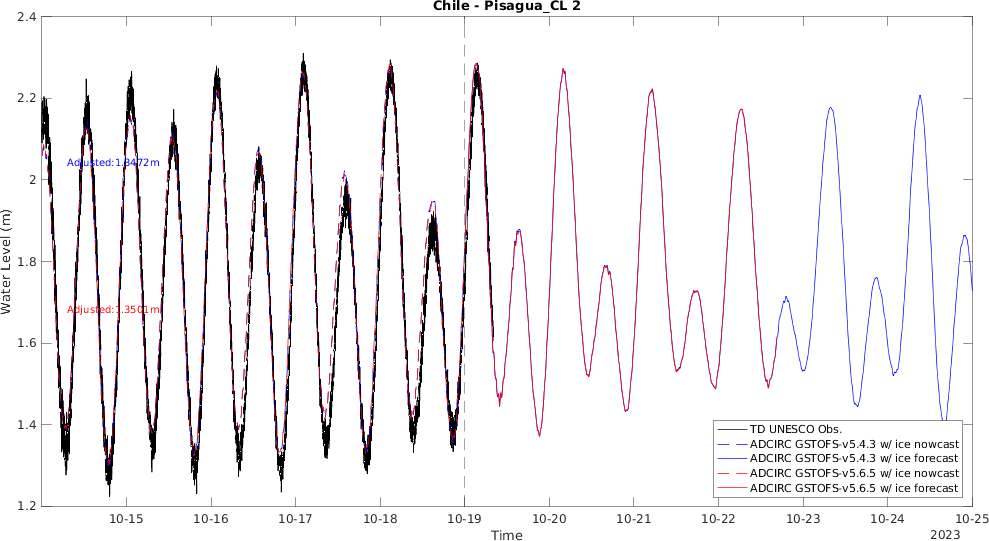 Chile - Pisagua_CL 2
2.4
2.2
2
1.8
1.6
1.4
1.2
Water Level (m)
Adjusted:1.8472m
Adjusted:1.3501m
TD UNESCO Obs.
ADCIRC GSTOFS-v5.4.3 w/ ice nowcast
ADCIRC GSTOFS-v5.4.3 w/ ice forecast
ADCIRC GSTOFS-v5.6.5 w/ ice nowcast
ADCIRC GSTOFS-v5.6.5 w/ ice forecast
10-15 10-16 10-17 10-18 10-19 10-20 10-21 10-22 10-23 10-24 10-25
Time
2023